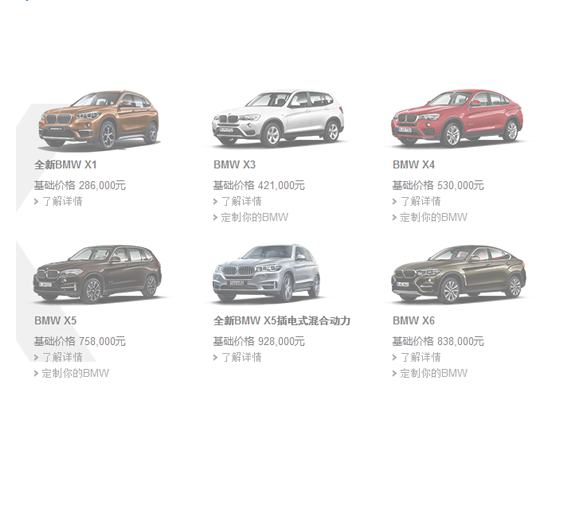 全新BMW X1
基础价格 286,000元
了解详情
BMW X3
基础价格 421,000元
了解详情
定制你的BMW
BMW X4
基础价格 530,000元
了解详情
定制你的BMW
BMW X5
基础价格 758,000元
了解详情
定制你的BMW
全新BMW X5插电式混合动力
基础价格 928,000元
了解详情
BMW X6
基础价格 838,000元
了解详情
定制你的BMW